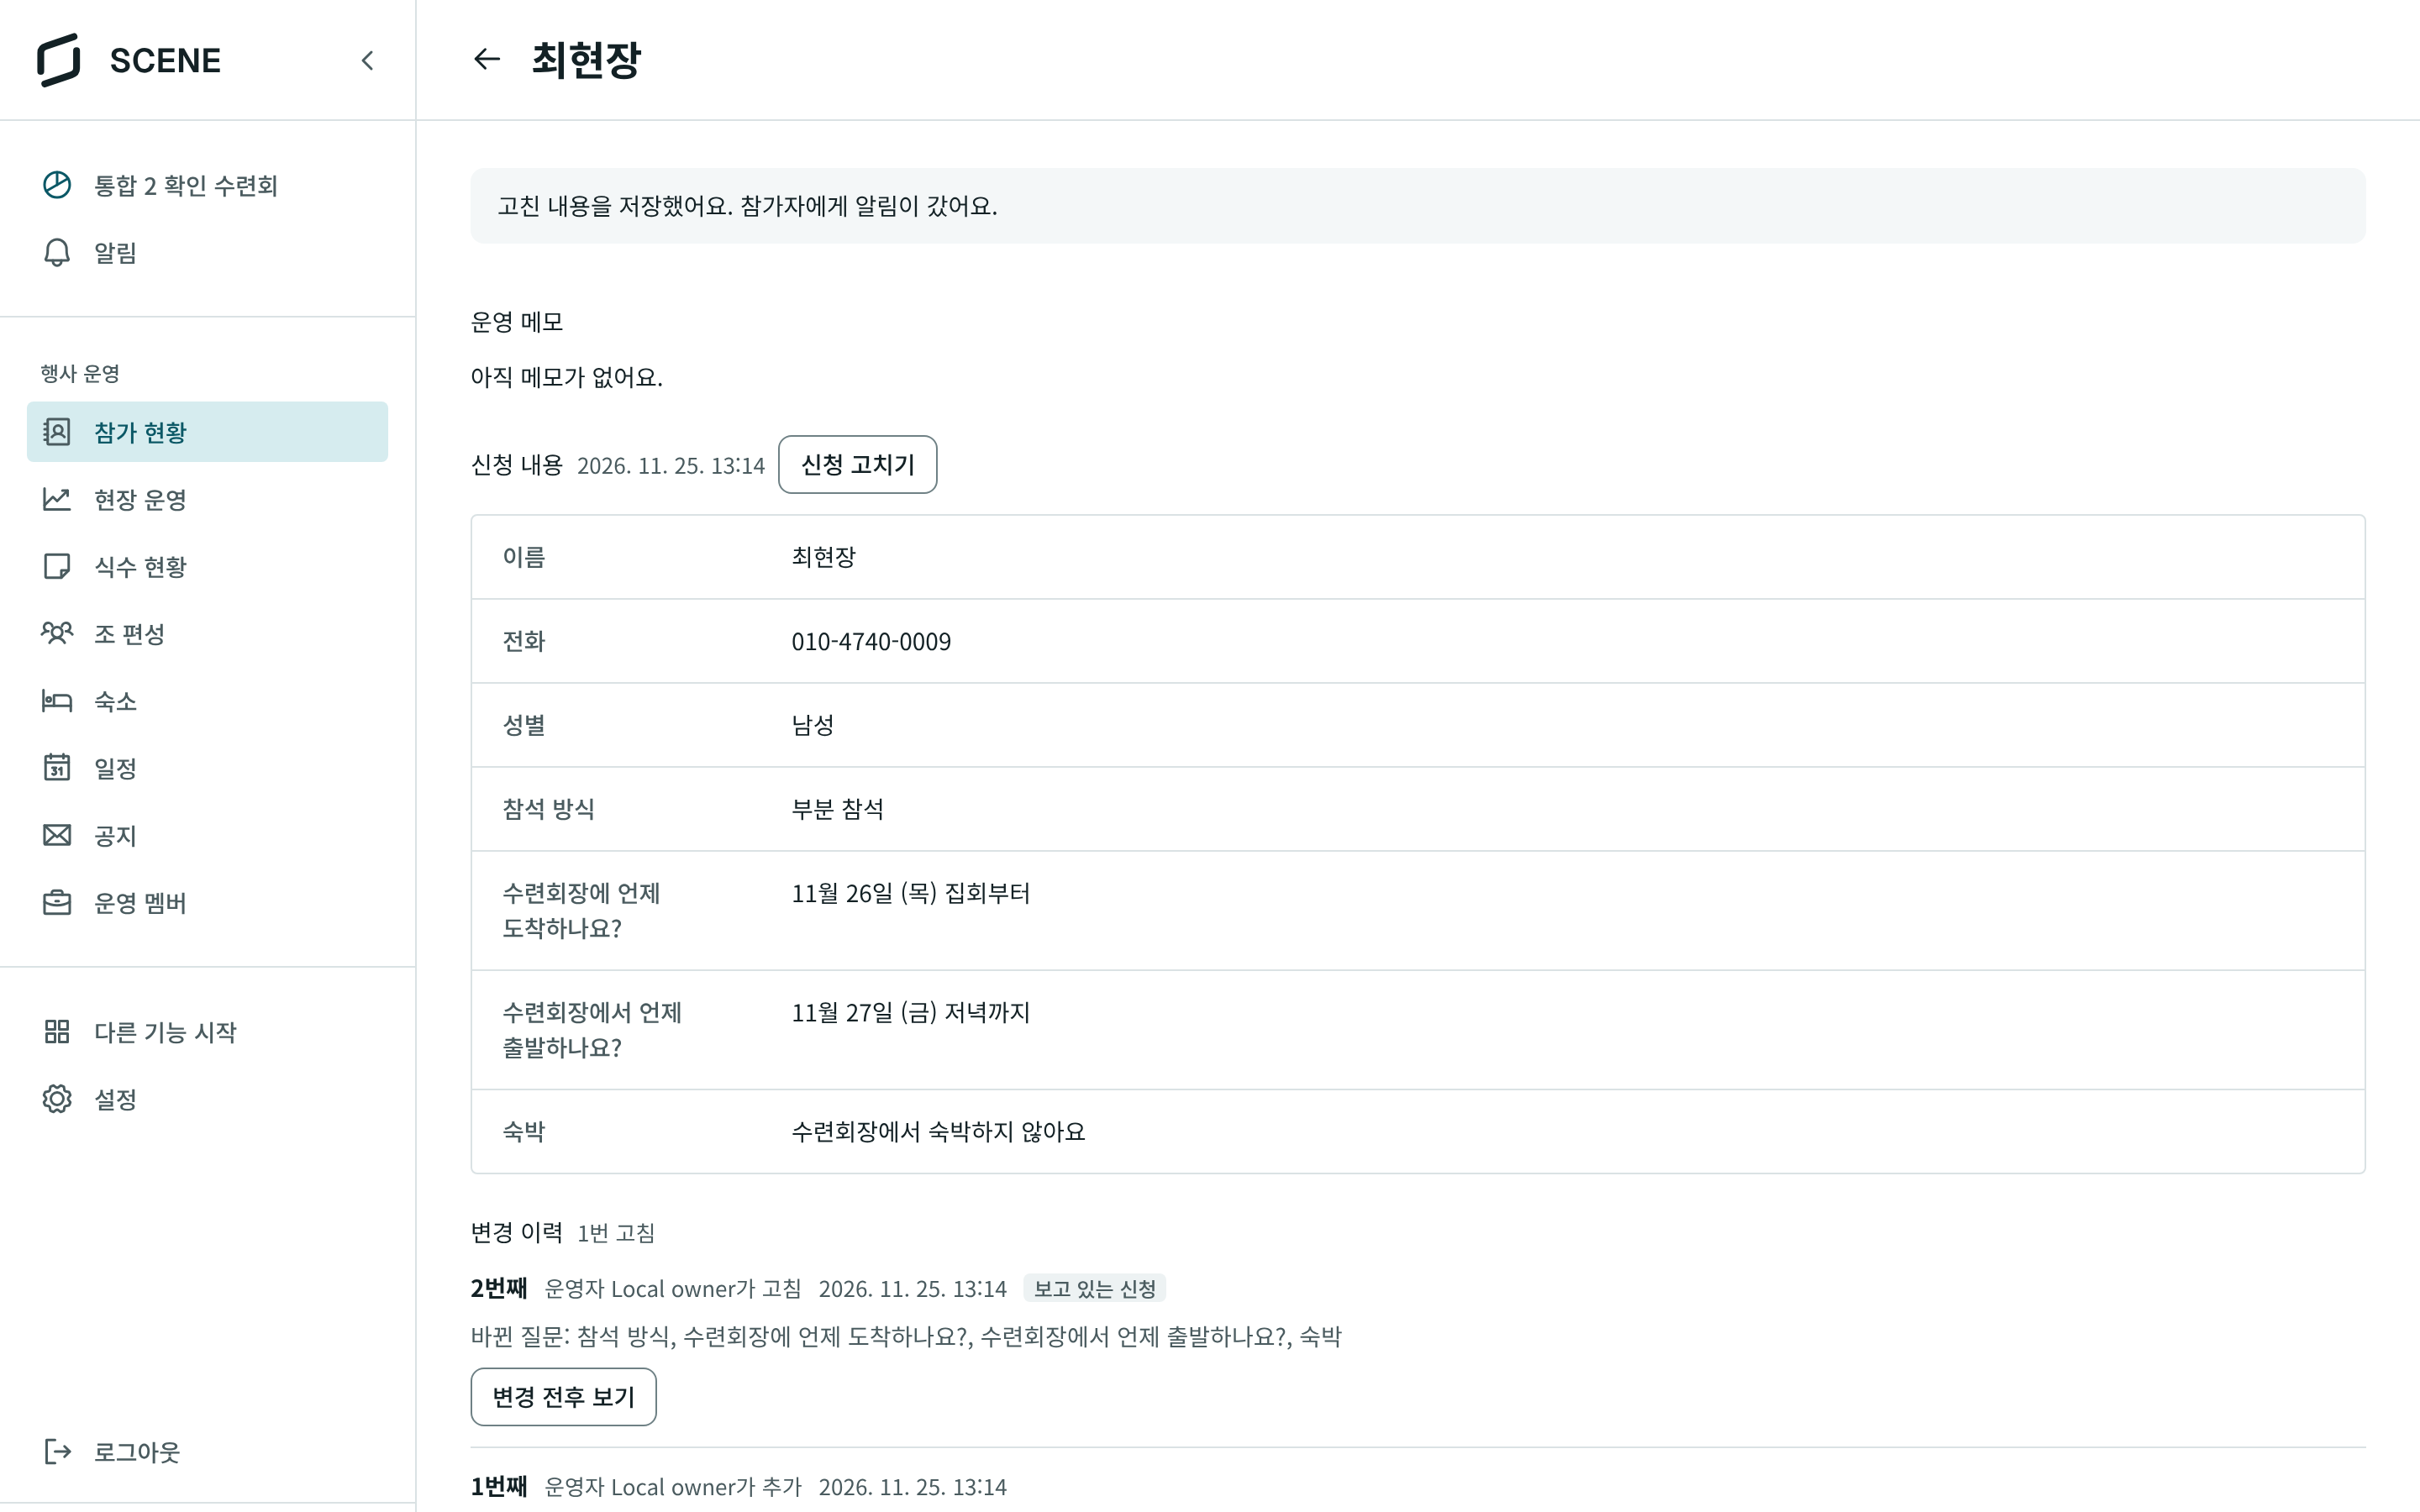 SCENE
최현장
통합 2 확인 수련회
알림
행사 운영
참가 현황
현장 운영
식수 현황
조 편성
숙소
31
일정
공지
운영 멤버
다른 기능 시작
설정
로그아웃
고친 내용을 저장했어요. 참가자에게 알림이 갔어요.
운영 메모
아직 메모가 없어요.
신청 내용 2026. 11. 25. 13:14 신청 고치기
이름 최현장
전화 010-4740-0009
성별 남성
참석 방식 부분 참석
수련회장에 언제 11월 26일 (목) 집회부터
도착하나요?
수련회장에서 언제 11월 27일 (금) 저녁까지
출발하나요?
숙박 수련회장에서 숙박하지 않아요
변경 이력 1번 고침
2번째 운영자 Local owner가 고침 2026. 11. 25. 13:14 보고 있는 신청
바뀐 질문: 참석 방식, 수련회장에 언제 도착하나요?, 수련회장에서 언제 출발하나요?, 숙박
변경 전후 보기
1번째 운영자 Local owner가 추가 2026. 11. 25. 13:14